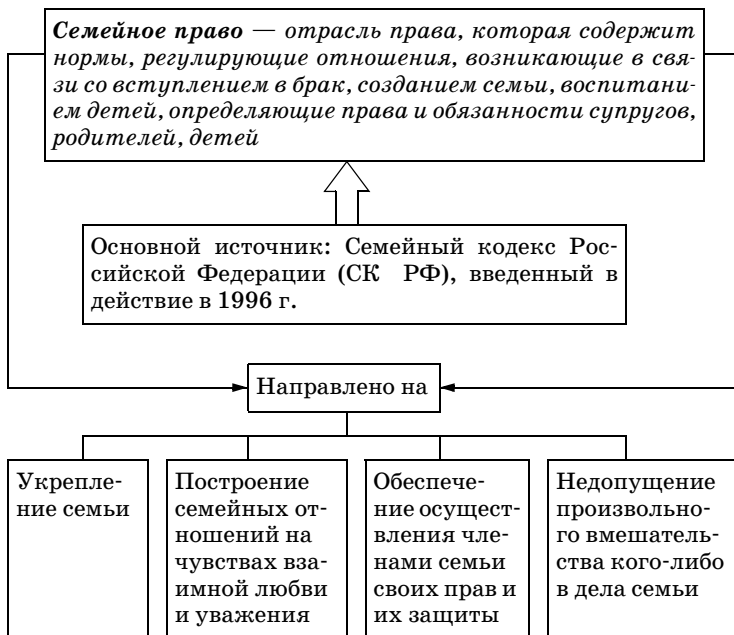 Семейное право — отрасль права, которая содержит
нормы, регулирующие отношения, возникающие в свя-
зи со вступлением в брак, созданием семьи, воспитани-
ем детей, определяющие права и обязанности супругов,
родителей, детей
Основной источник: Семейный кодекс Рос-
сийской Федерации (СК РФ), введенный в
действие в 1996 г.
Направлено на
Укрепле-
ние семьи
Построение
семейных от-
ношений на
чувствах вза-
имной любви
и уважения
Обеспече-
ние осущест-
вления чле-
нами семьи
своих прав и
их защиты
Недопущение
произвольно-
го вмешатель-
ства кого-либо
в дела семьи